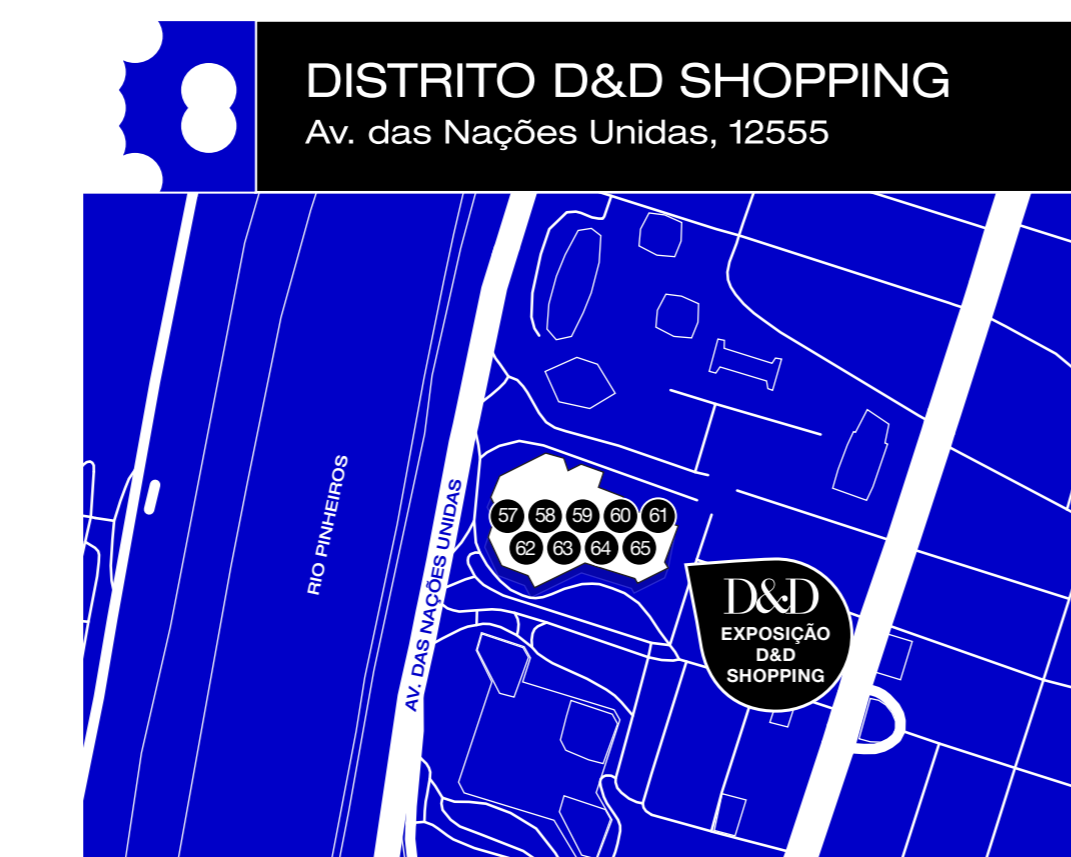 8
DISTRITO D&D SHOPPING
Av. das Nações Unidas, 12555
RIO PINHEIROS
AV. DAS NAÇÕES UNIDAS
57 58 59 60 61
62 63 64 65
D&D
EXPOSIÇÃO
D&D
SHOPPING